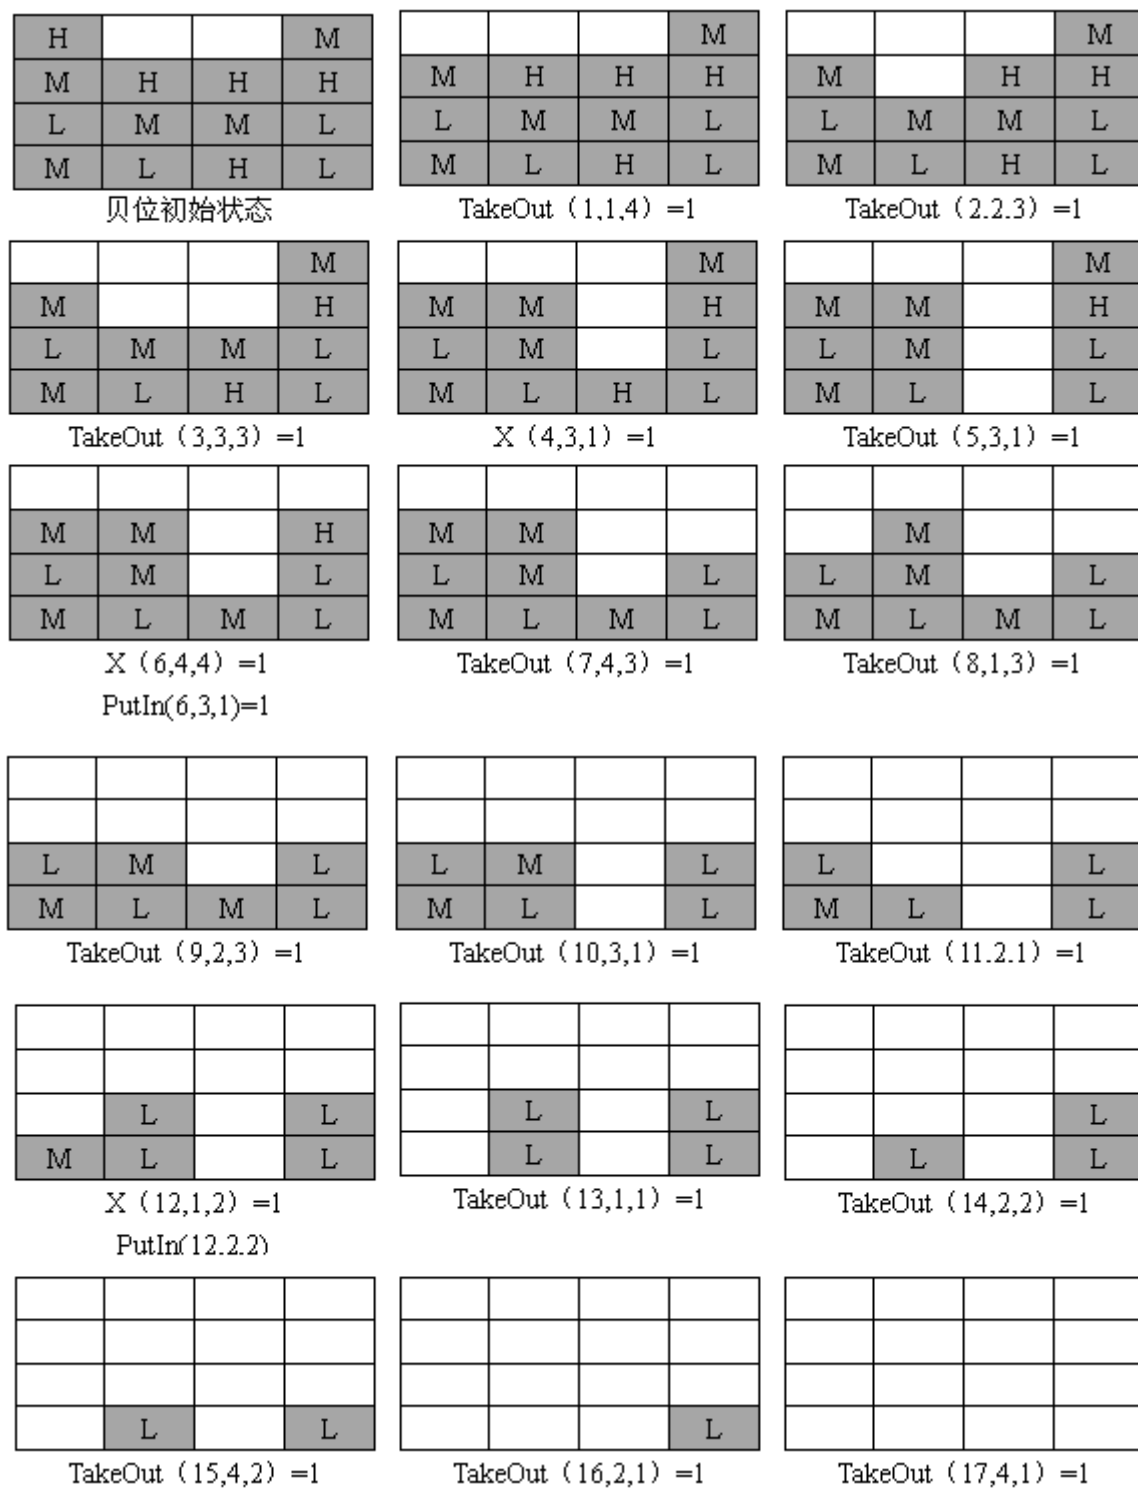 H M
M H H H
L M M L
M L H L
贝位初始状态
M
M H H H
L M M L
M L H L
TakeOut（1,1,4）=1
M
M H H
L M M L
M L H L
TakeOut（2.2.3）=1
M
M H
L M M L
M L H L
TakeOut（3,3,3）=1
M
M M H
L M L
M L H L
X（4,3,1）=1
M
M M H
L M L
M L L
TakeOut（5,3,1）=1
M M H
L M L
M L M L
X（6,4,4）=1
PutIn(6,3,1)=1
M M
L M L
M L M L
TakeOut（7,4,3）=1
M
L M L
M L M L
TakeOut（8,1,3）=1
L M L
M L M L
TakeOut（9,2,3）=1
L M L
M L L
TakeOut（10,3,1）=1
L L
M L L
TakeOut（11.2.1）=1
L L
M L L
X（12,1,2）=1
PutIn(12.2.2)
L L
L L
TakeOut（13,1,1）=1
L
L L
TakeOut（14,2,2）=1
L L
TakeOut（15,4,2）=1
L
TakeOut（16,2,1）=1
TakeOut（17,4,1）=1